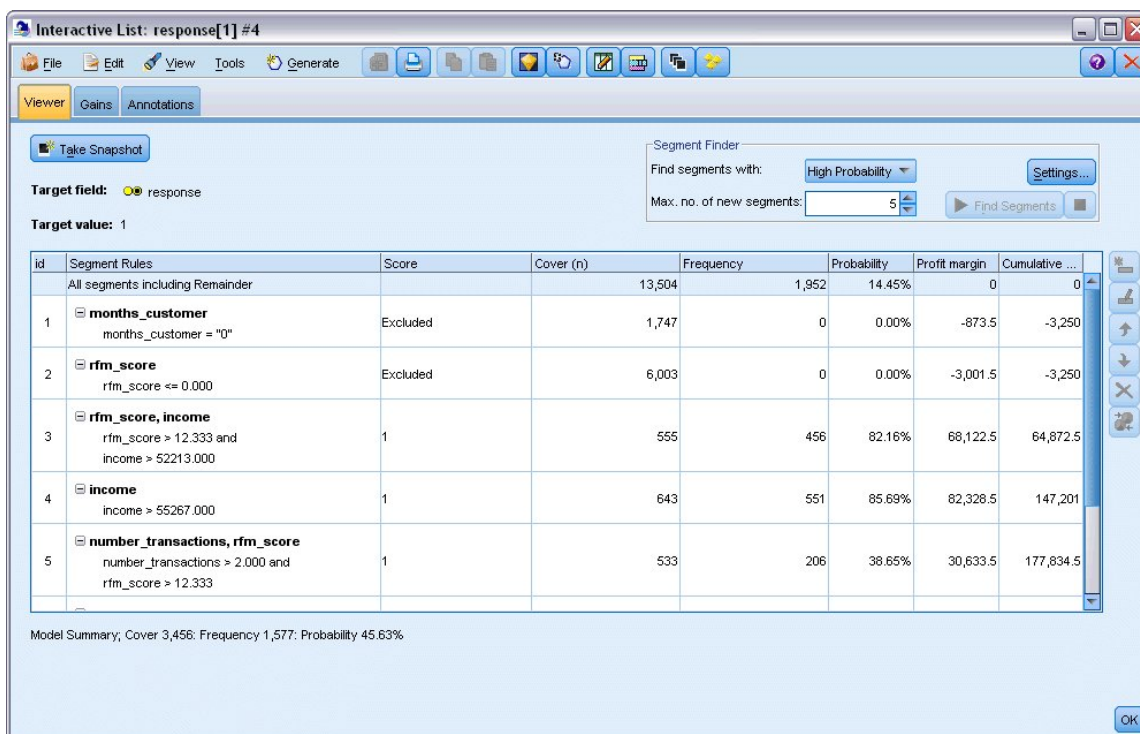 Interactive List: response[1] #4
File Edit View Tools Generate
Viewer Gains Annotations
Take Snapshot
Segment Finder
Find segments with: High Probability Settings...
Target field: response
Max. no. of new segments: 5 Find Segments
Target value: 1
id Segment Rules Score Cover (n) Frequency Probability Profit margin Cumulative ...
All segments including Remainder 13,504 1,952 14.45% 0 0
1 months_customer Excluded 1,747 0 0.00% -873.5 -3,250
months_customer = "0"
2 rfm_score Excluded 6,003 0 0.00% -3,001.5 -3,250
rfm_score <= 0.000
rfm_score, income
3 rfm_score > 12.333 and 1 555 456 82.16% 68,122.5 64,872.5
income > 52213.000
4 income 1 643 551 85.69% 82,328.5 147,201
income > 55267.000
number_transactions, rfm_score
5 number_transactions > 2.000 and 1 533 206 38.65% 30,633.5 177,834.5
rfm_score > 12.333
Model Summary; Cover 3,456: Frequency 1,577: Probability 45.63%
OK